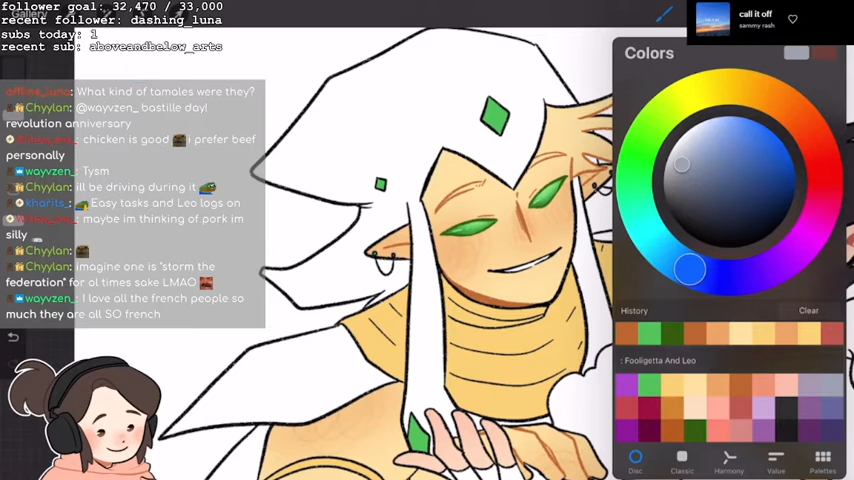 follower goal: 32,470 / 33,000
recent follower: dashing_luna
subs today: 1
recent sub: aboveandbelow_arts
Gallery
call it off
sammy rash
Colors
offline_luna: What kind of tamales were they?
Chyylan: @wayvzen_ bastille day!
revolution anniversary
chicken is good i prefer beef
personally
wayvzen_: Tysm
Chyylan: ill be driving during it
kharits_: Easy tasks and Leo logs on
maybe im thinking of pork im
silly
Chyylan:
Chyylan: imagine one is "storm the
federation" for ol times sake LMAO
wayvzen_: I love all the french people so
much they are all SO french
History
Clear
: Fooligetta And Leo
Disc
Classic
Harmony
Value
Palettes